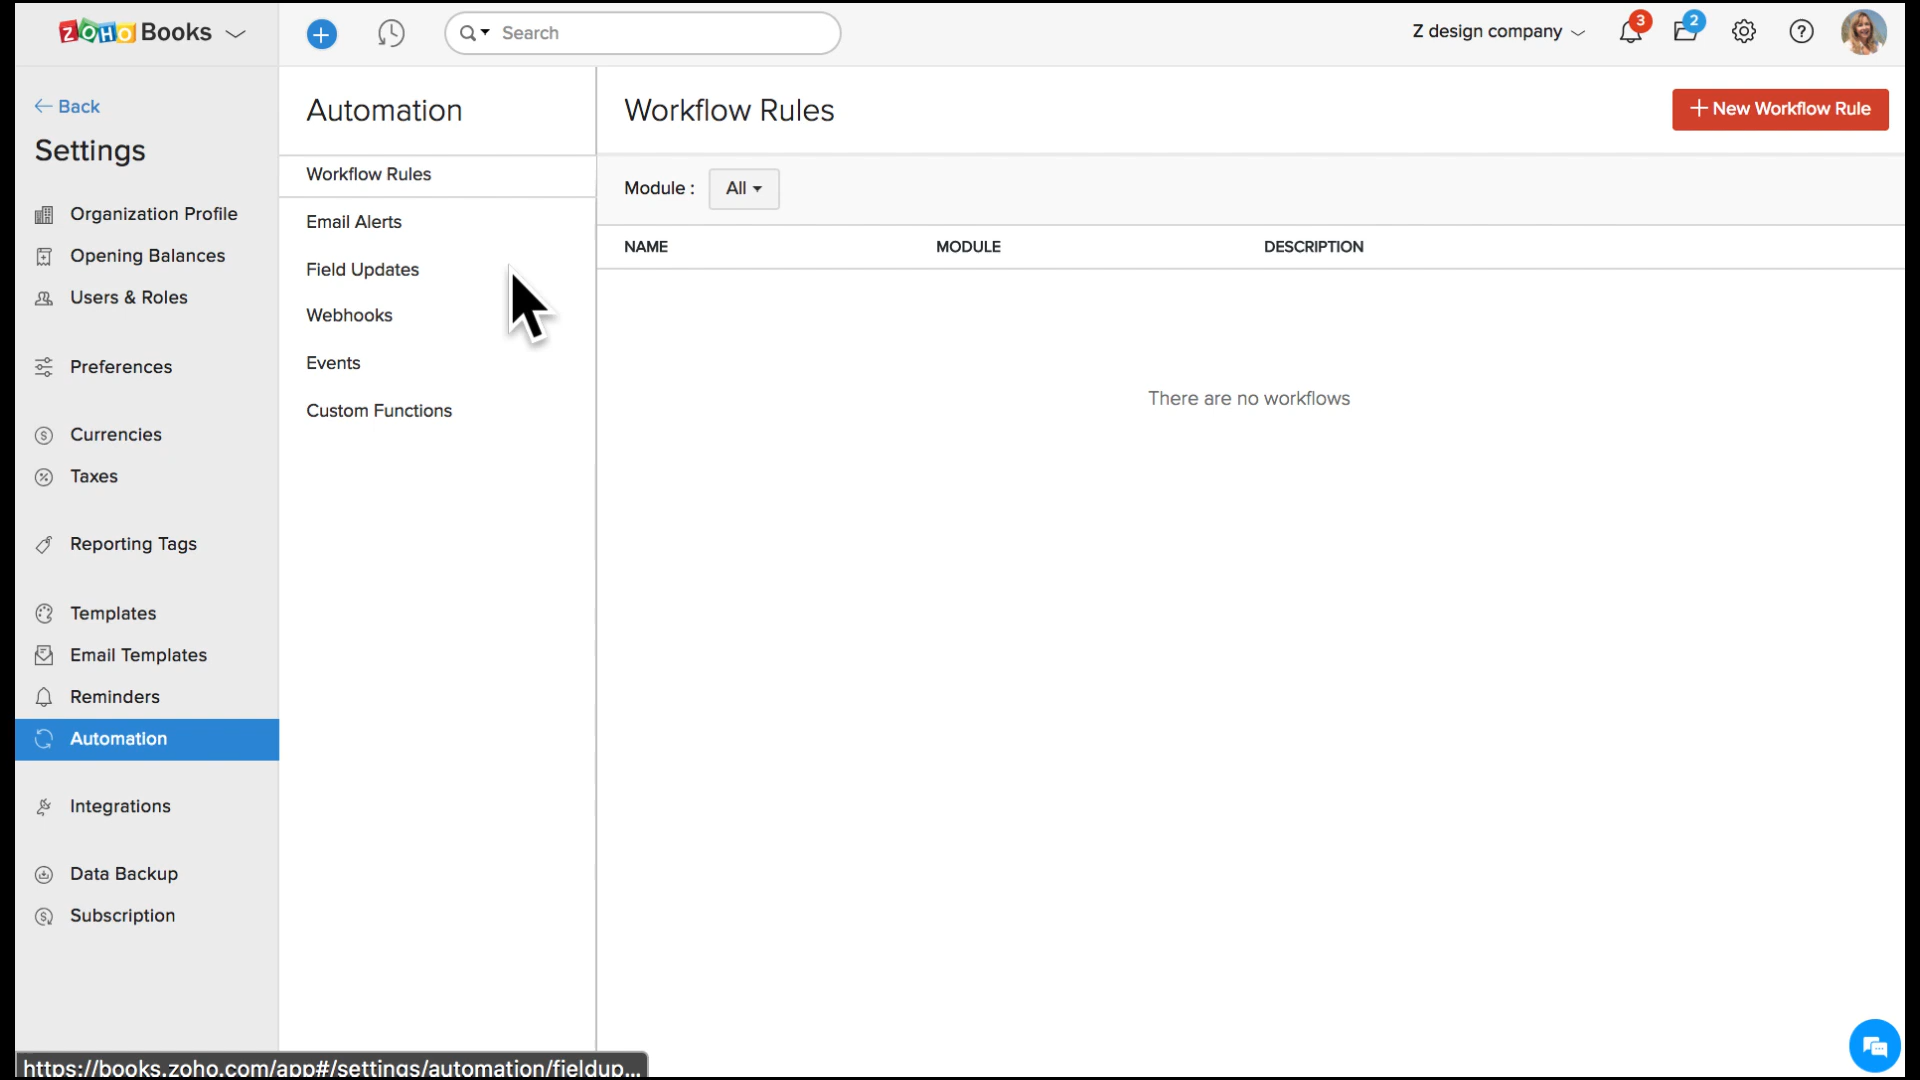 ZOHO Books
Search
Z design company
3
2
Back
Settings
Organization Profile
Opening Balances
Users & Roles
Preferences
Currencies
Taxes
Reporting Tags
Templates
Email Templates
Reminders
Automation
Integrations
Data Backup
Subscription
Automation
Workflow Rules
Email Alerts
Field Updates
Webhooks
Events
Custom Functions
Workflow Rules
+ New Workflow Rule
Module : All
NAME MODULE DESCRIPTION
There are no workflows
https://books.zoho.com/app#/settings/automation/fieldup...